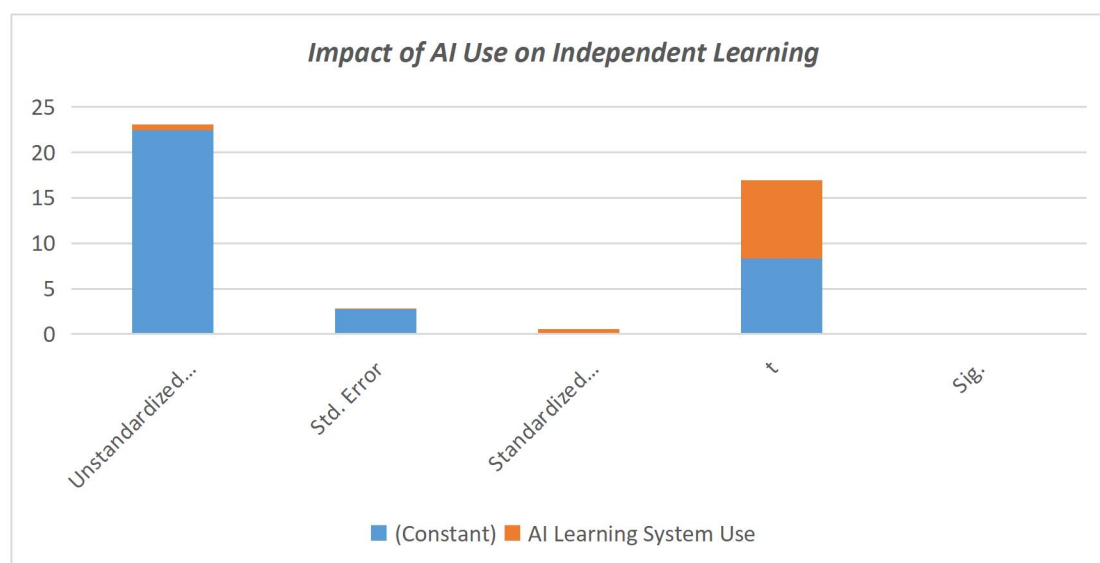 Impact of AI Use on Independent Learning
25
20
15
10
5
0
Unstandardized...
Std. Error
Standardized...
t
Sig.
(Constant) AI Learning System Use